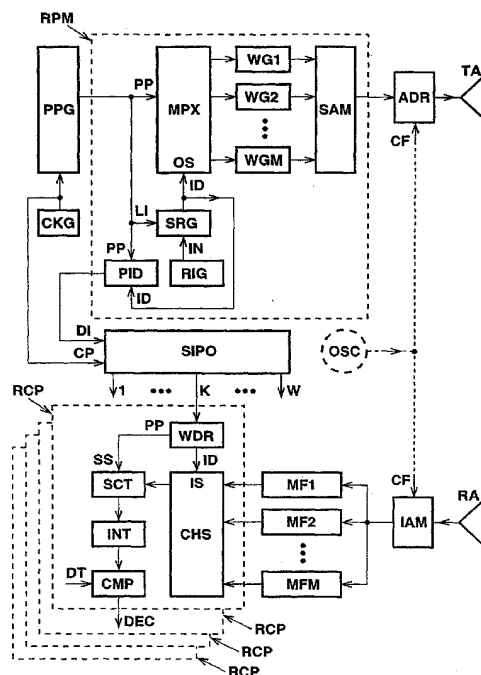 RPM
PPG
PP
MPX
OS
WG1
WG2
WGM
SAM
ADR
TA
CF
CKG
ID
LI
SRG
PP
IN
PID
RIG
ID
DI
CP
SIPO
OSC
1
K
W
RCP
PP
WDR
SS
ID
SCT
IS
CHS
MF1
MF2
MFM
CF
IAM
RA
INT
DT
CMP
DEC
RCP
RCP
RCP